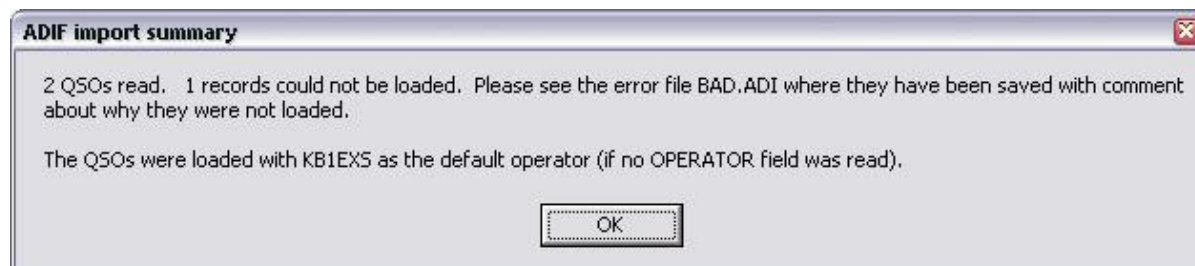 ADIF import summary
2 QSOs read.   1 records could not be loaded.  Please see the error file BAD.ADI where they have been saved with comment
about why they were not loaded.
The QSOs were loaded with KB1EXS as the default operator (if no OPERATOR field was read).
OK